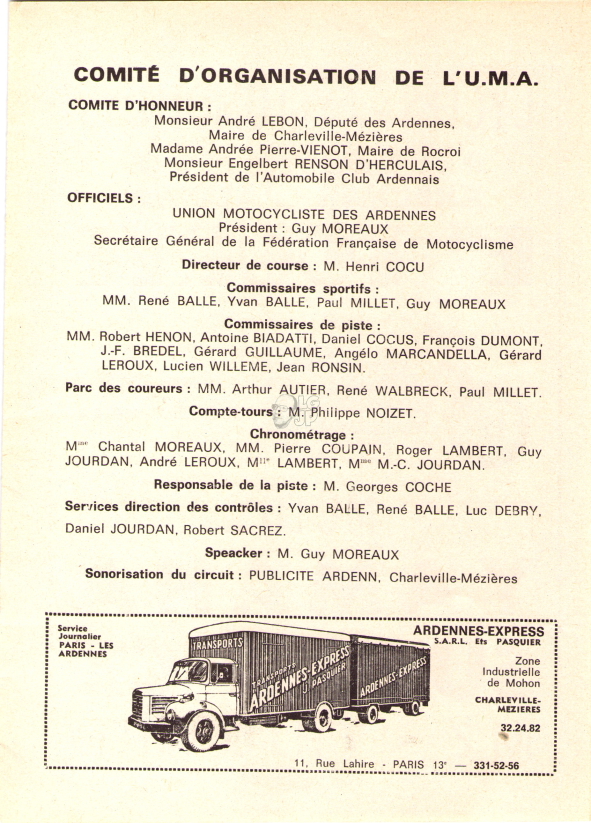 COMITÉ D'ORGANISATION DE L'U.M.A.
COMITE D'HONNEUR :
Monsieur André LEBON, Député des Ardennes,
Maire de Charleville-Mézières
Madame Andrée Pierre-VIENOT, Maire de Rocroi
Monsieur Engelbert RENSON D'HERCULAIS,
Président de l'Automobile Club Ardennais
OFFICIELS :
UNION MOTOCYCLISTE DES ARDENNES
Président : Guy MOREAUX
Secrétaire Général de la Fédération Française de Motocyclisme
Directeur de course : M. Henri COCU
Commissaires sportifs :
MM. René BALLE, Yvan BALLE, Paul MILLET, Guy MOREAUX
Commissaires de piste :
MM. Robert HENON, Antoine BIADATTI, Daniel COCUS, François DUMONT,
J.-F. BREDEL, Gérard GUILLAUME, Angélo MARCANDELLA, Gérard
LEROUX, Lucien WILLEME, Jean RONSIN.
Parc des coureurs : MM. Arthur AUTIER, René WALBRECK, Paul MILLET.
Compte-tours : M. Philippe NOIZET.
Chronométrage :
Mme Chantal MOREAUX, MM. Pierre COUPAIN, Roger LAMBERT, Guy
JOURDAN, André LEROUX, Mlle LAMBERT, Mme M.-C. JOURDAN.
Responsable de la piste : M. Georges COCHE
Services direction des contrôles : Yvan BALLE, René BALLE, Luc DEBRY,
Daniel JOURDAN, Robert SACREZ.
Speacker : M. Guy MOREAUX
Sonorisation du circuit : PUBLICITE ARDENN, Charleville-Mézières
Service
Journalier
PARIS - LES
ARDENNES
TRANSPORTS
TRANSPORTS
ARDENNES-EXPRESS
J. PASQUIER
ARDENNES-EXPRESS
ARDENNES-EXPRESS
S.A.R.L. Ets PASQUIER
Zone
Industrielle
de Mohon
CHARLEVILLE-
MEZIERES
32.24.82
11, Rue Lahire - PARIS 13e — 331-52-56